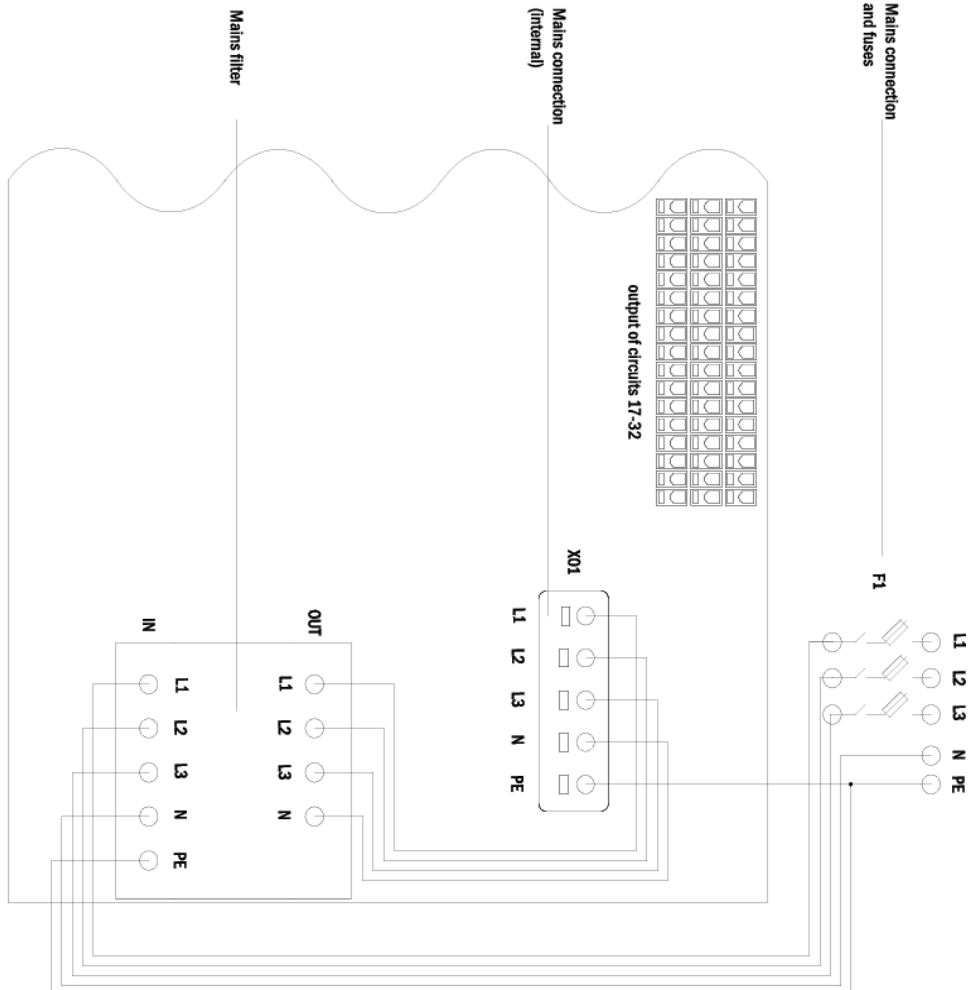 Mains connection
and fuses
Mains connection
(internal)
Mains filter
output of circuits 17-32
F1
L1
L2
L3
N
PE
X01
L1
L2
L3
N
PE
OUT
L1
L2
L3
N
IN
L1
L2
L3
N
PE